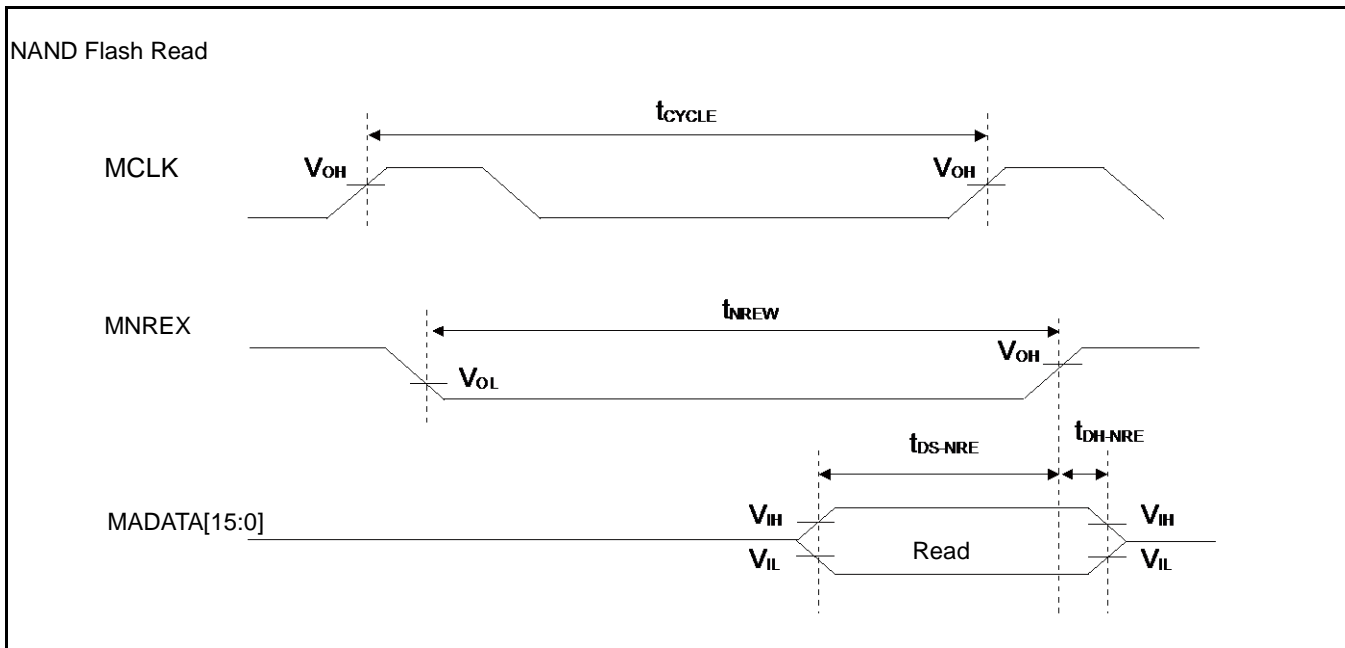 NAND Flash Read
tCYCLE
MCLK
VOH
VOH
tNREW
MNREX
VOH
VOL
tDS-NRE
tDH-NRE
MADATA[15:0]
VIH
VIH
Read
VIL
VIL